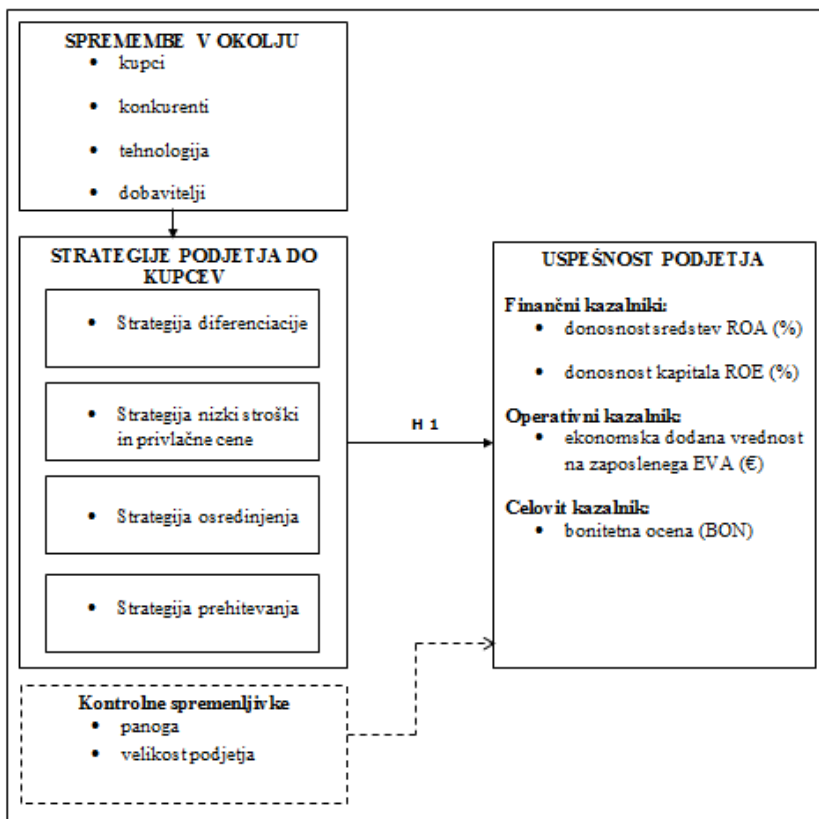 SPREMEMBE V OKOLJU
• kupci
• konkurenti
• tehnologija
• dobavitelji
STRATEGIJE PODJETJA DO
KUPCEV
• Strategija diferenciacije
• Strategija nizki stroški
in privlačne cene
• Strategija osredinjenja
• Strategija prehitevanja
H 1
USPEŠNOST PODJETJA
Finančni kazalniki:
• donosnost sredstev ROA (%)
• donosnost kapitala ROE (%)
Operativni kazalnik:
• ekonomska dodana vrednost
na zaposlenega EVA (€)
Celovit kazalnik:
• bonitetna ocena (BON)
Kontrolne spremenljivke
• panoga
• velikost podjetja